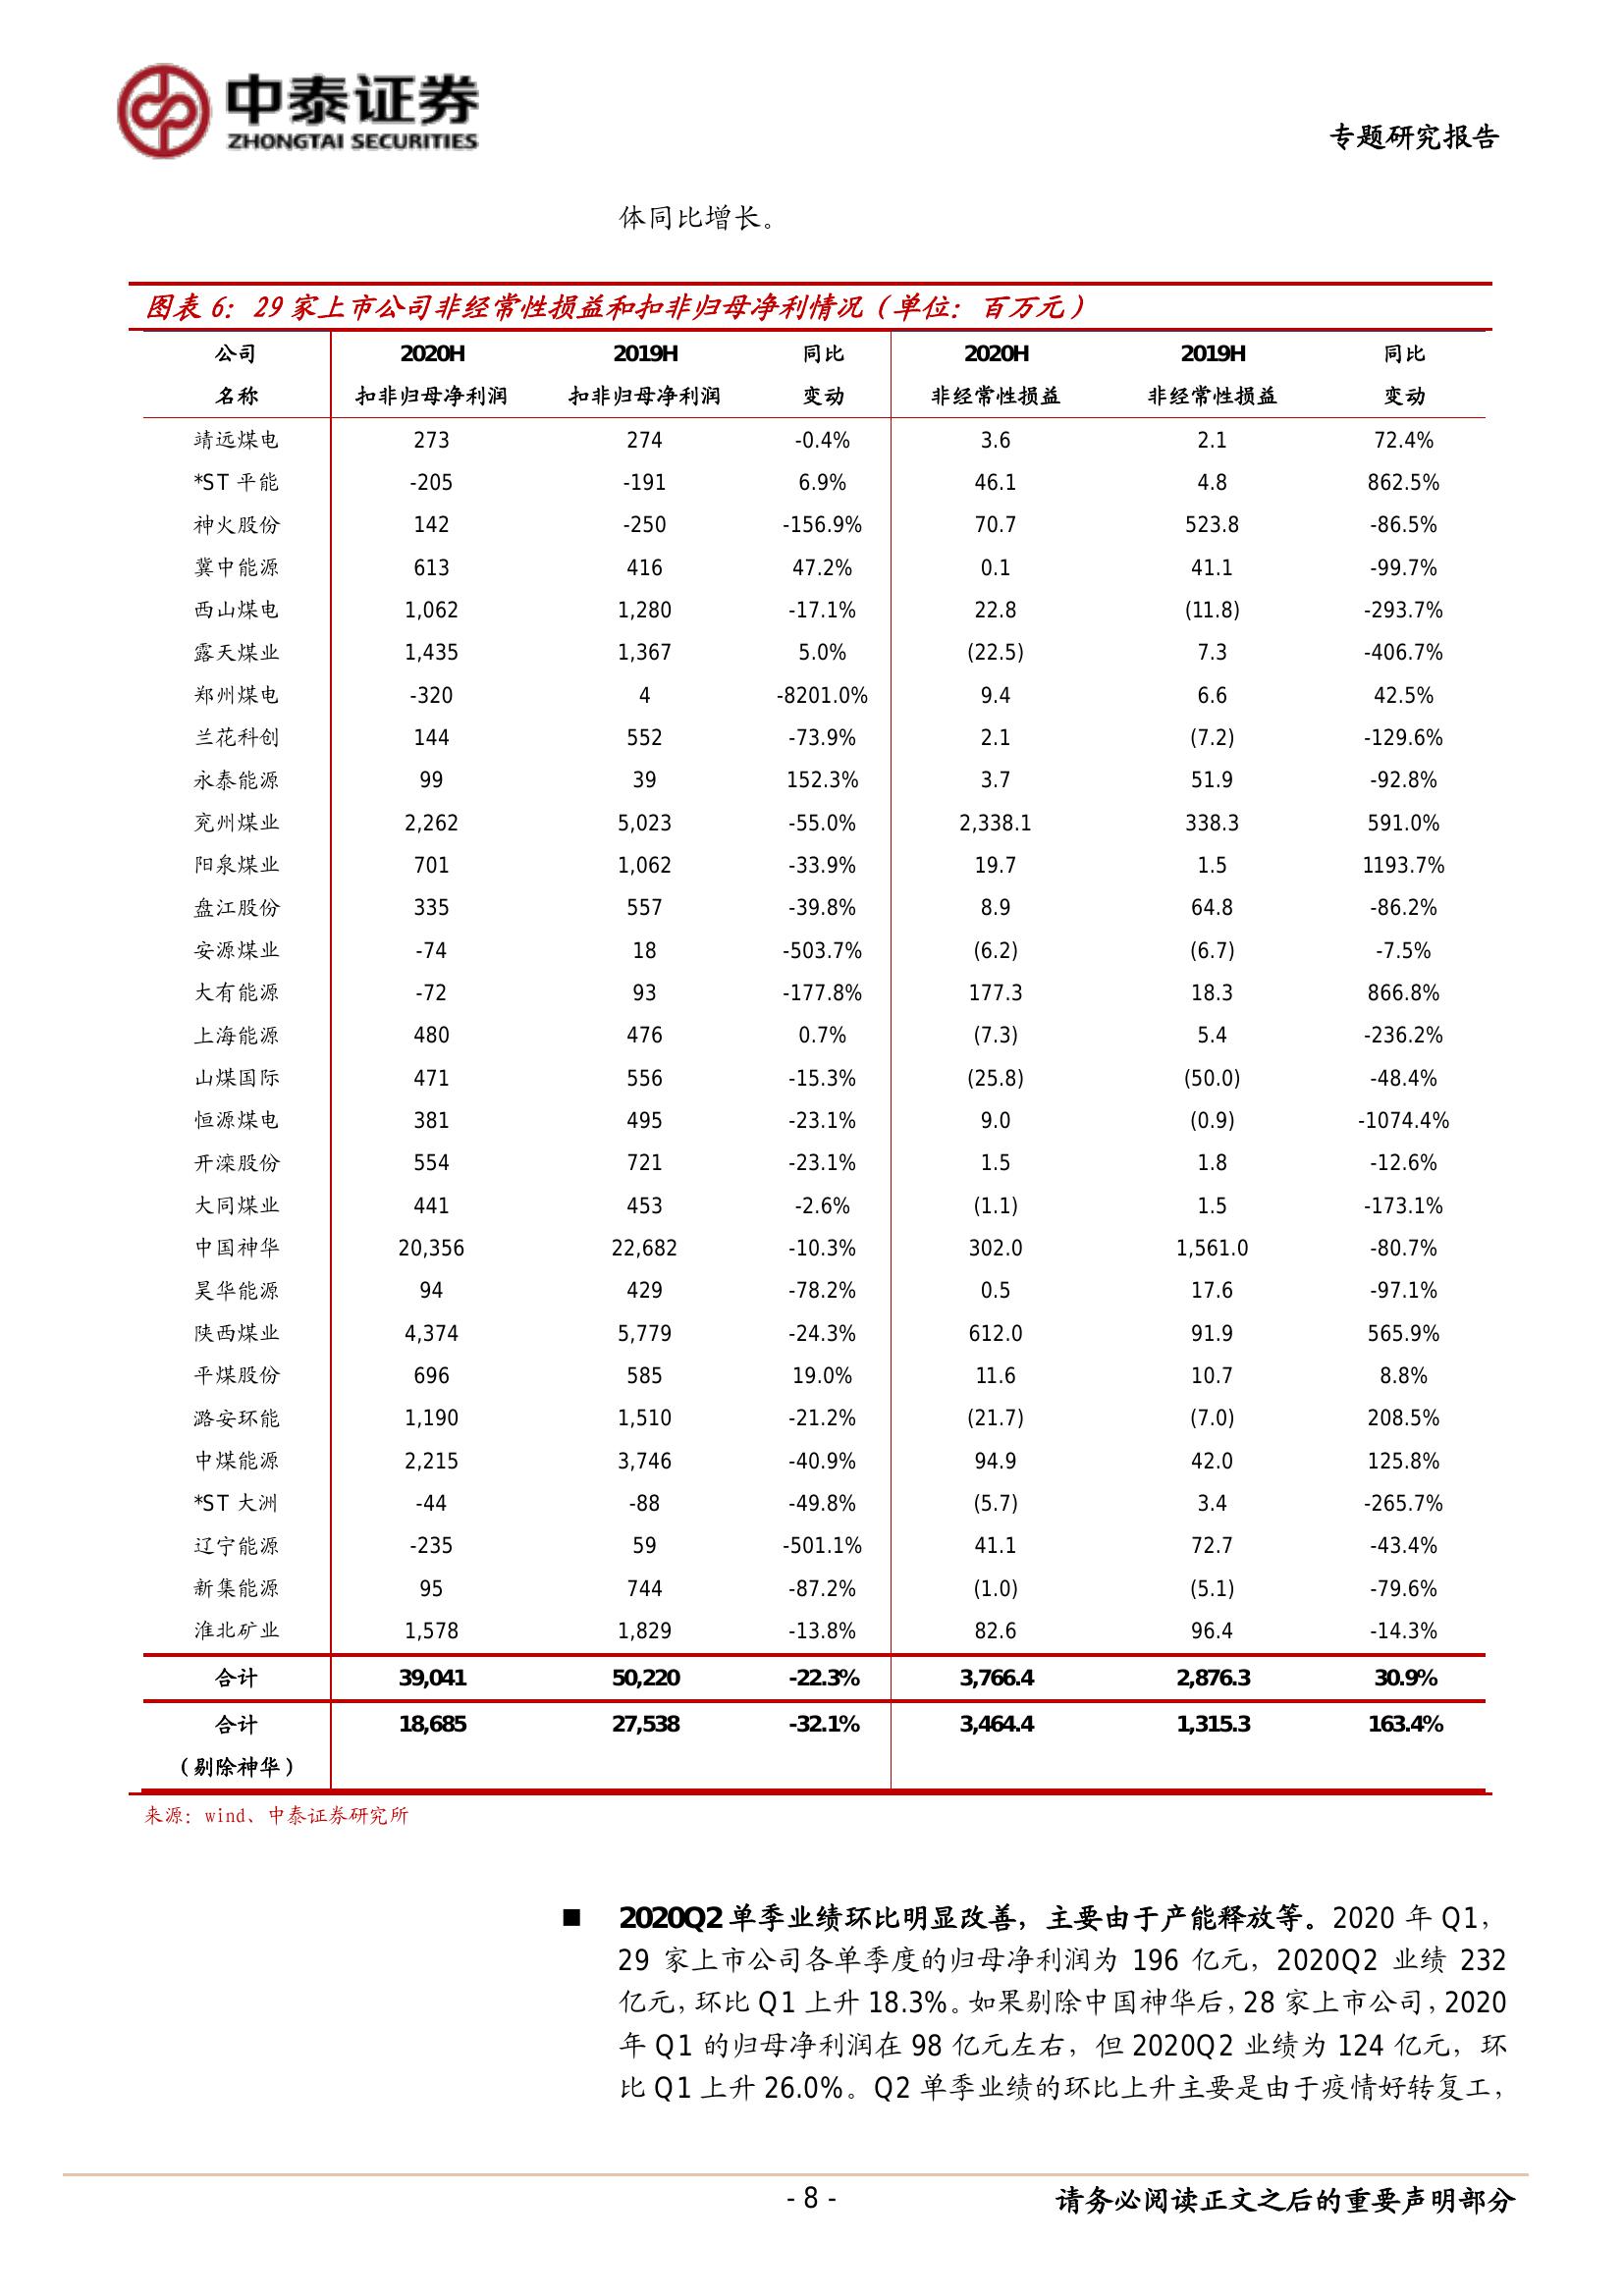 中泰证券
ZHONGTAI SECURITIES
专题研究报告
体同比增长。
图表 6：29 家上市公司非经常性损益和扣非归母净利情况（单位：百万元）
公司 2020H 2019H 同比 2020H 2019H 同比
名称 扣非归母净利润 扣非归母净利润 变动 非经常性损益 非经常性损益 变动
靖远煤电 273 274 -0.4% 3.6 2.1 72.4%
*ST 平能 -205 -191 6.9% 46.1 4.8 862.5%
神火股份 142 -250 -156.9% 70.7 523.8 -86.5%
冀中能源 613 416 47.2% 0.1 41.1 -99.7%
西山煤电 1,062 1,280 -17.1% 22.8 (11.8) -293.7%
露天煤业 1,435 1,367 5.0% (22.5) 7.3 -406.7%
郑州煤电 -320 4 -8201.0% 9.4 6.6 42.5%
兰花科创 144 552 -73.9% 2.1 (7.2) -129.6%
永泰能源 99 39 152.3% 3.7 51.9 -92.8%
兖州煤业 2,262 5,023 -55.0% 2,338.1 338.3 591.0%
阳泉煤业 701 1,062 -33.9% 19.7 1.5 1193.7%
盘江股份 335 557 -39.8% 8.9 64.8 -86.2%
安源煤业 -74 18 -503.7% (6.2) (6.7) -7.5%
大有能源 -72 93 -177.8% 177.3 18.3 866.8%
上海能源 480 476 0.7% (7.3) 5.4 -236.2%
山煤国际 471 556 -15.3% (25.8) (50.0) -48.4%
恒源煤电 381 495 -23.1% 9.0 (0.9) -1074.4%
开滦股份 554 721 -23.1% 1.5 1.8 -12.6%
大同煤业 441 453 -2.6% (1.1) 1.5 -173.1%
中国神华 20,356 22,682 -10.3% 302.0 1,561.0 -80.7%
昊华能源 94 429 -78.2% 0.5 17.6 -97.1%
陕西煤业 4,374 5,779 -24.3% 612.0 91.9 565.9%
平煤股份 696 585 19.0% 11.6 10.7 8.8%
潞安环能 1,190 1,510 -21.2% (21.7) (7.0) 208.5%
中煤能源 2,215 3,746 -40.9% 94.9 42.0 125.8%
*ST 大洲 -44 -88 -49.8% (5.7) 3.4 -265.7%
辽宁能源 -235 59 -501.1% 41.1 72.7 -43.4%
新集能源 95 744 -87.2% (1.0) (5.1) -79.6%
淮北矿业 1,578 1,829 -13.8% 82.6 96.4 -14.3%
合计 39,041 50,220 -22.3% 3,766.4 2,876.3 30.9%
合计 18,685 27,538 -32.1% 3,464.4 1,315.3 163.4%
（剔除神华）
来源：wind、中泰证券研究所
■ 2020Q2 单季业绩环比明显改善，主要由于产能释放等。2020 年 Q1，
29 家上市公司各单季度的归母净利润为 196 亿元，2020Q2 业绩 232
亿元，环比 Q1 上升 18.3%。如果剔除中国神华后，28 家上市公司，2020
年 Q1 的归母净利润在 98 亿元左右，但 2020Q2 业绩为 124 亿元，环
比 Q1 上升 26.0%。Q2 单季业绩的环比上升主要是由于疫情好转复工，
- 8 -
请务必阅读正文之后的重要声明部分